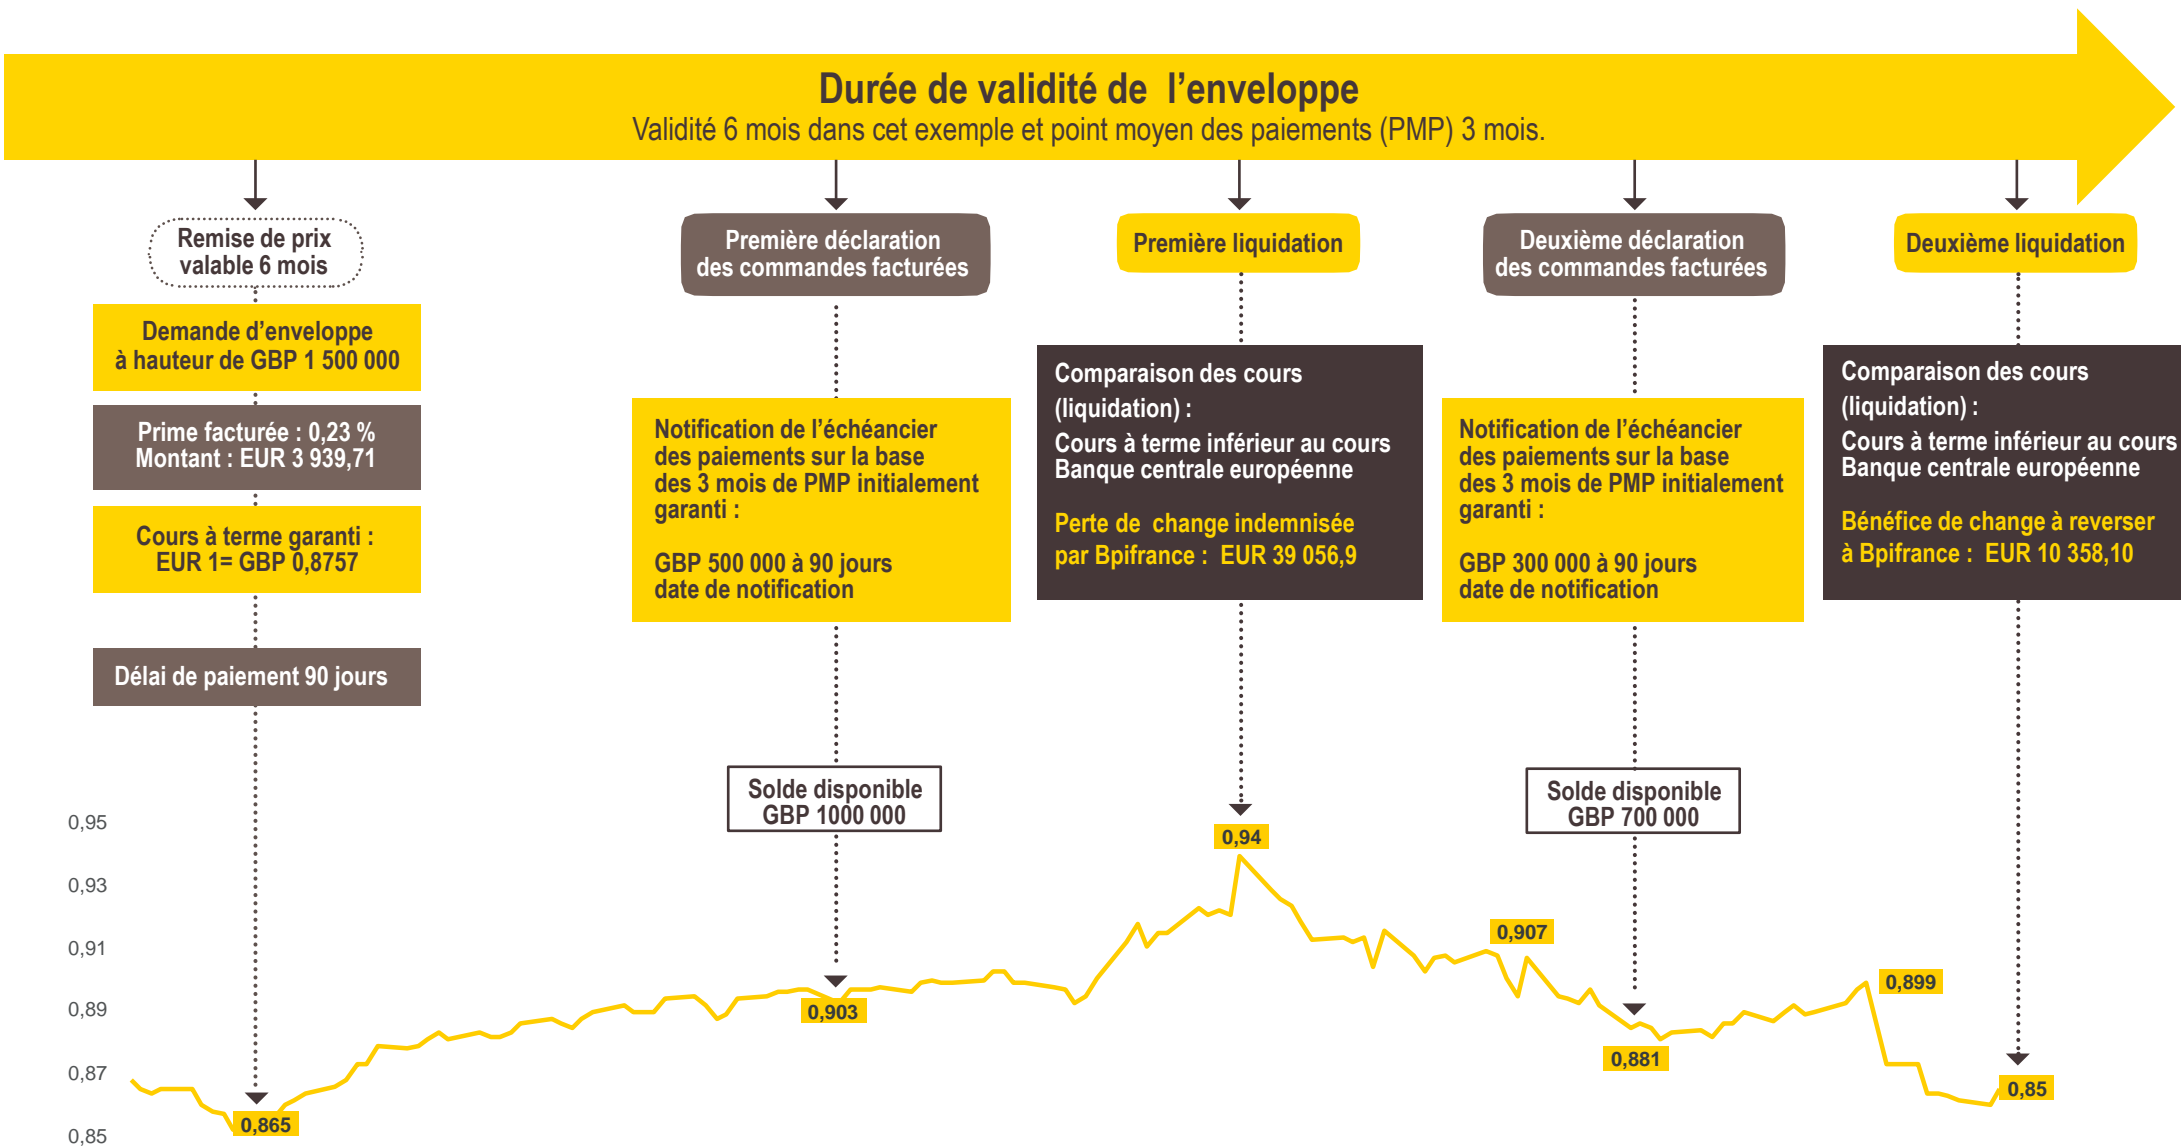 Durée de validité de l’enveloppe
Validité 6 mois dans cet exemple et point moyen des paiements (PMP) 3 mois.
Remise de prix
valable 6 mois
Demande d’enveloppe
à hauteur de GBP 1 500 000
Prime facturée : 0,23 %
Montant : EUR 3 939,71
Cours à terme garanti :
EUR 1= GBP 0,8757
Délai de paiement 90 jours
Première déclaration
des commandes facturées
Notification de l’échéancier
des paiements sur la base
des 3 mois de PMP initialement
garanti :
GBP 500 000 à 90 jours
date de notification
Solde disponible
GBP 1000 000
Première liquidation
Comparaison des cours
(liquidation) :
Cours à terme inférieur au cours
Banque centrale européenne
Perte de change indemnisée
par Bpifrance : EUR 39 056,9
Deuxième déclaration
des commandes facturées
Notification de l’échéancier
des paiements sur la base
des 3 mois de PMP initialement
garanti :
GBP 300 000 à 90 jours
date de notification
Solde disponible
GBP 700 000
Deuxième liquidation
Comparaison des cours
(liquidation) :
Cours à terme inférieur au cours
Banque centrale européenne
Bénéfice de change à reverser
à Bpifrance : EUR 10 358,10
0,95
0,93
0,91
0,89
0,87
0,85
0,865
0,903
0,94
0,907
0,881
0,899
0,85